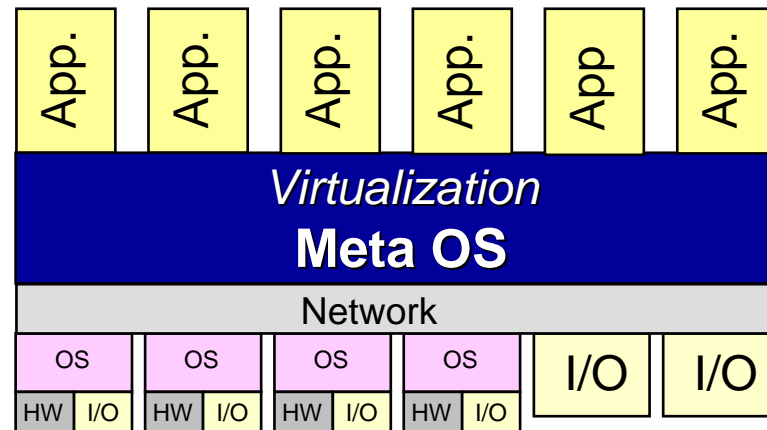 App. App. App. App. App App.
Virtualization
Meta OS
Network
OS OS OS OS I/O I/O
HW I/O HW I/O HW I/O HW I/O